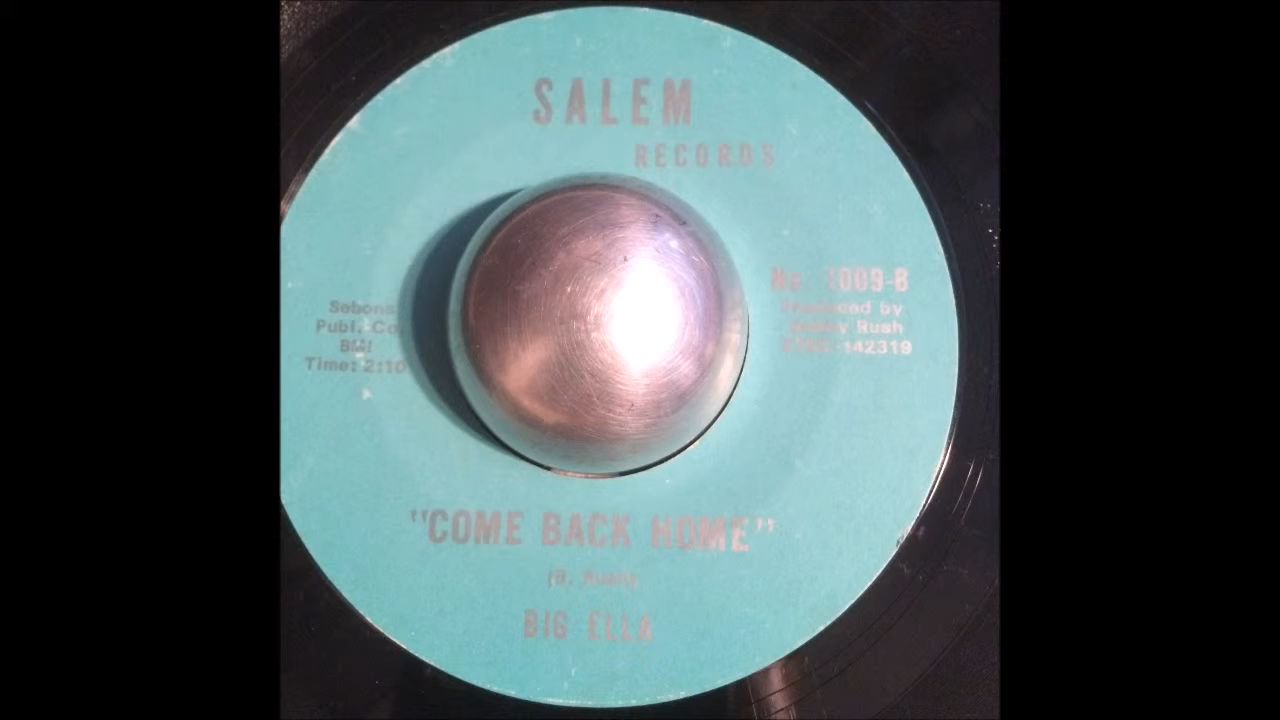 SALEM
RECORDS
Sebons
Publ. Co.
BMI
Time: 2:10
No. 1009-B
Produced by
Rush
142319
"COME BACK HOME"
(B. Rush)
BIG ELLA